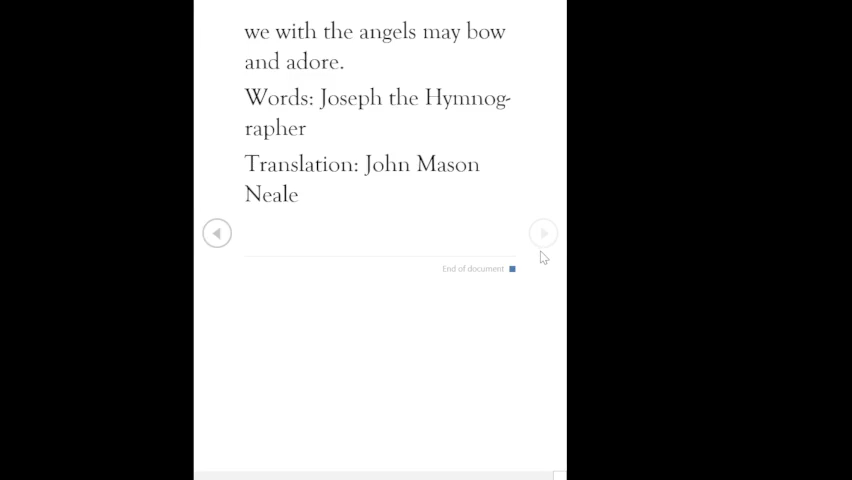 we with the angels may bow
and adore.
Words: Joseph the Hymnog-
rapher
Translation: John Mason
Neale
End of document